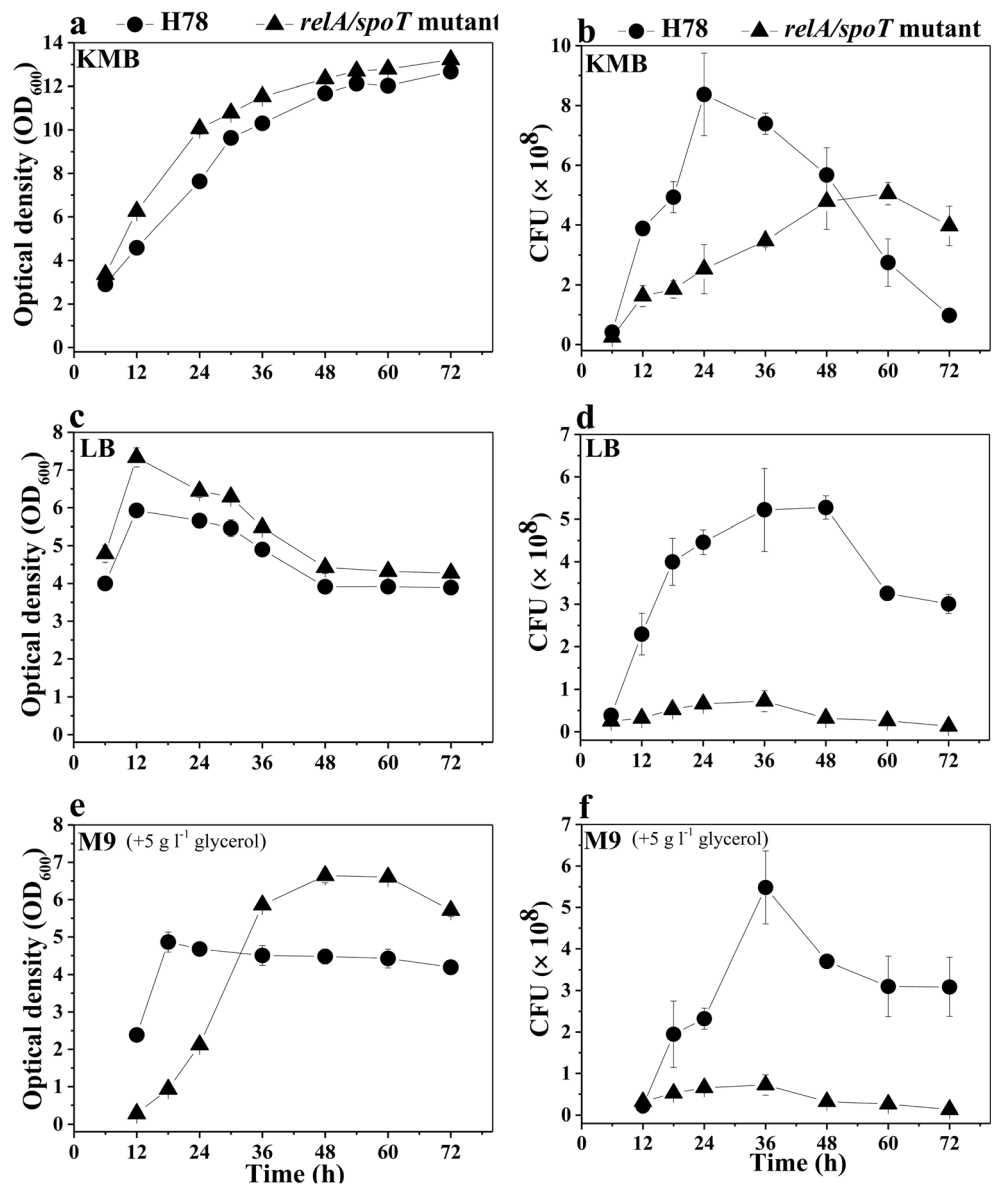 a ● H78 ▲ relA/spoT mutant
KMB
Optical density (OD600)
14
12
10
8
6
4
2
0
0 12 24 36 48 60 72
b ● H78 ▲ relA/spoT mutant
KMB
CFU (× 108)
10
8
6
4
2
0
0 12 24 36 48 60 72
c
LB
Optical density (OD600)
8
7
6
5
4
3
2
1
0
0 12 24 36 48 60 72
d
LB
CFU (× 108)
7
6
5
4
3
2
1
0
0 12 24 36 48 60 72
e
M9 (+5 g l-1 glycerol)
Optical density (OD600)
8
7
6
5
4
3
2
1
0
0 12 24 36 48 60 72
Time (h)
f
M9 (+5 g l-1 glycerol)
CFU (× 108)
7
6
5
4
3
2
1
0
0 12 24 36 48 60 72
Time (h)